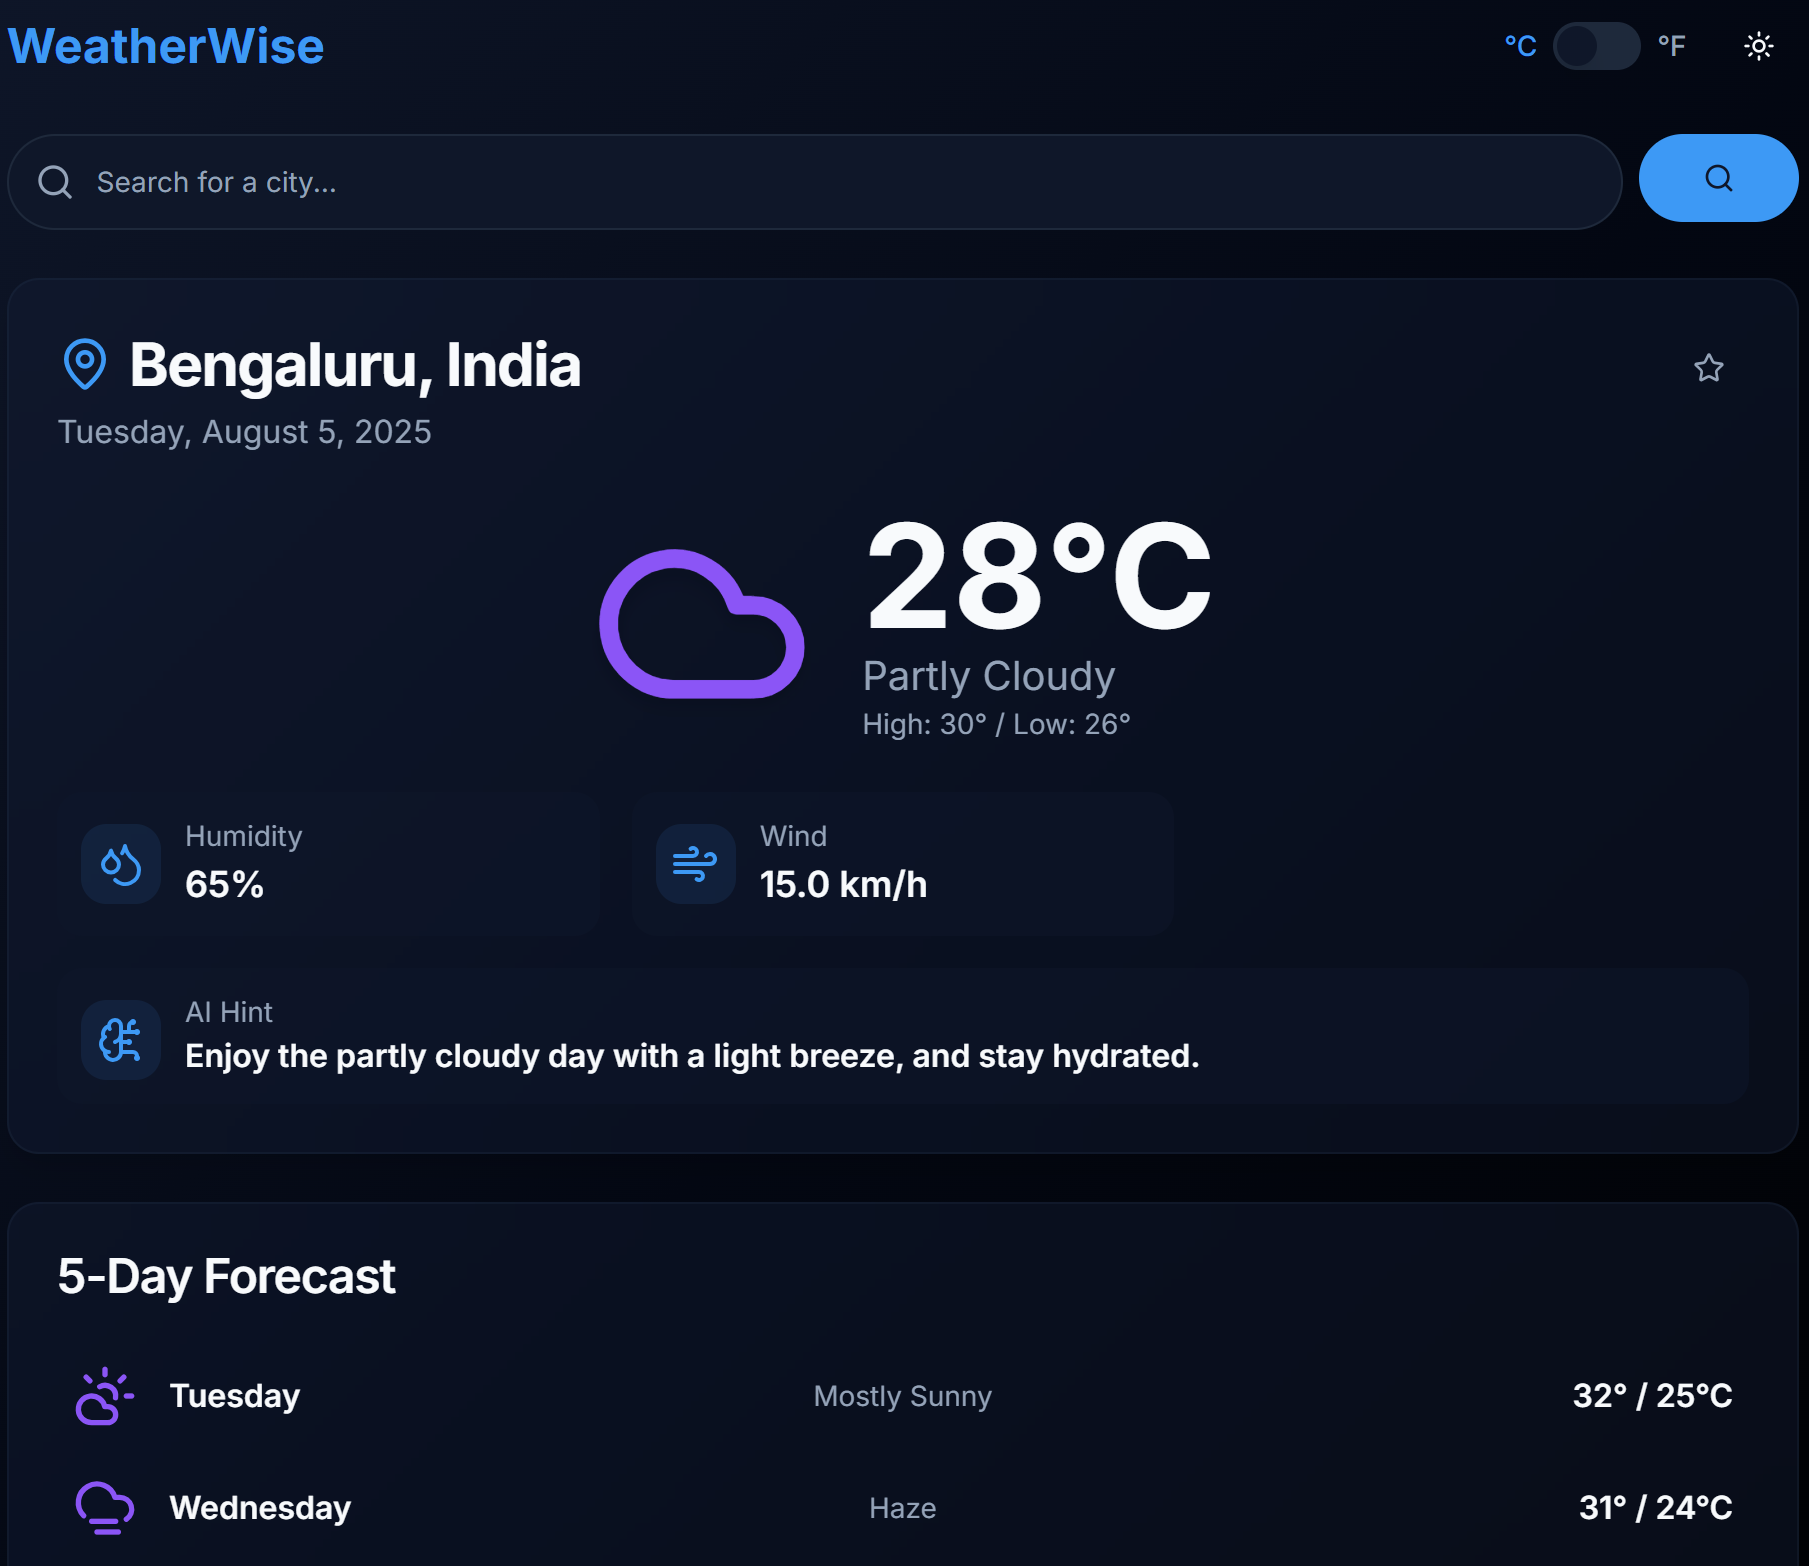 WeatherWise
°C °F
Search for a city...
Bengaluru, India
Tuesday, August 5, 2025
28°C
Partly Cloudy
High: 30° / Low: 26°
Humidity
65%
Wind
15.0 km/h
AI Hint
Enjoy the partly cloudy day with a light breeze, and stay hydrated.
5-Day Forecast
Tuesday Mostly Sunny 32° / 25°C
Wednesday Haze 31° / 24°C